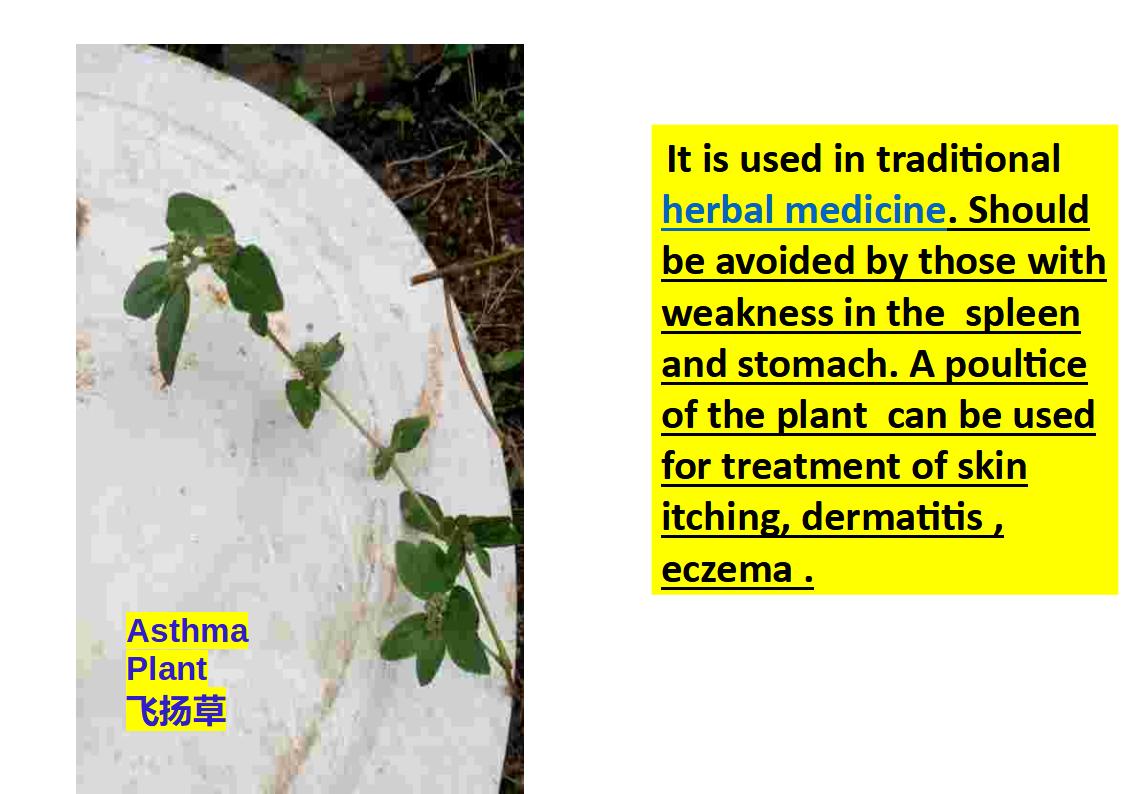 Asthma
Plant
飞扬草
It is used in traditional
herbal medicine. Should
be avoided by those with
weakness in the  spleen
and stomach. A poultice
of the plant  can be used
for treatment of skin
itching, dermatitis ,
eczema .